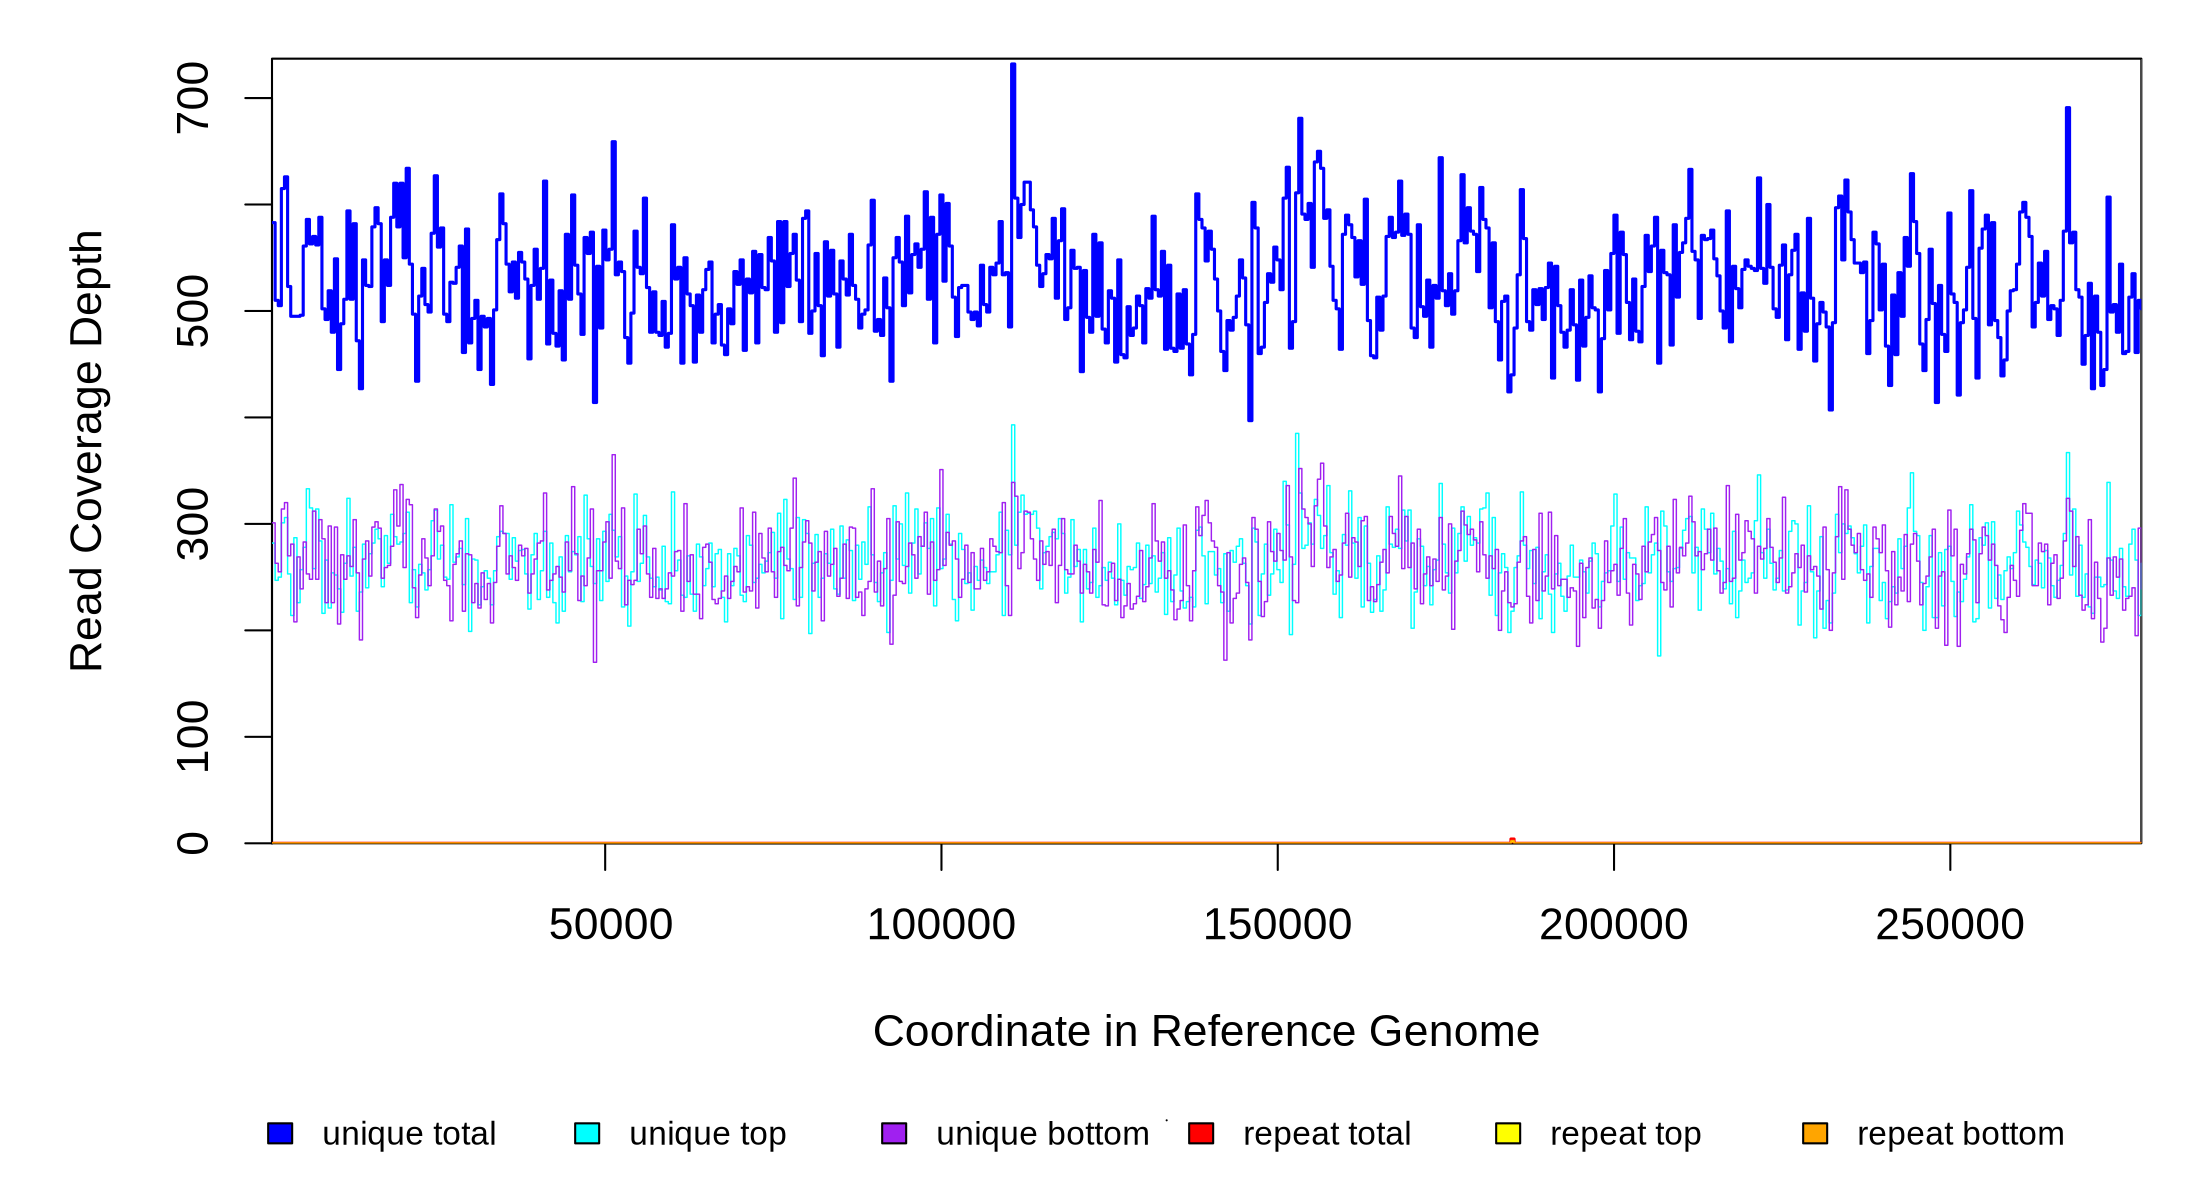 Read Coverage Depth
700
500
300
100
0
50000 100000 150000 200000 250000
Coordinate in Reference Genome
unique total unique top unique bottom repeat total repeat top repeat bottom